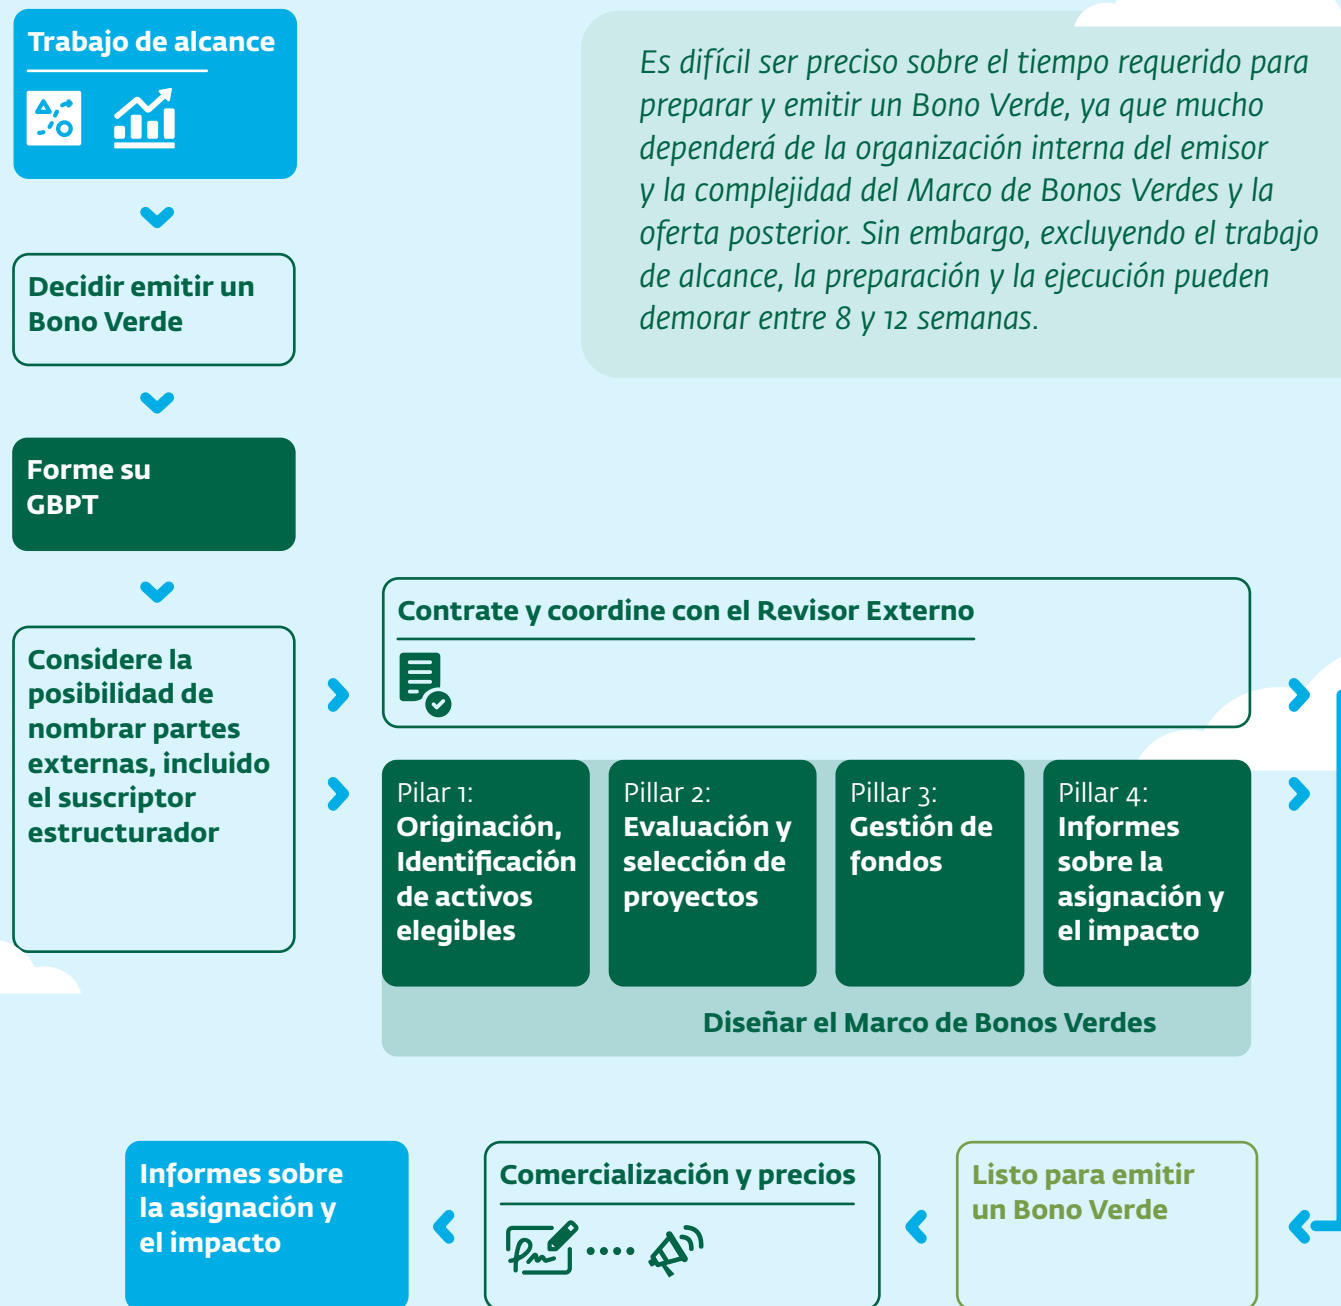 Trabajo de alcance
Es difícil ser preciso sobre el tiempo requerido para
preparar y emitir un Bono Verde, ya que mucho
dependerá de la organización interna del emisor
y la complejidad del Marco de Bonos Verdes y la
oferta posterior. Sin embargo, excluyendo el trabajo
de alcance, la preparación y la ejecución pueden
demorar entre 8 y 12 semanas.
Decidir emitir un
Bono Verde
Forme su
GBPT
Considere la
posibilidad de
nombrar partes
externas, incluido
el suscriptor
estructurador
Contrate y coordine con el Revisor Externo
Pilar 1:
Originación,
Identificación
de activos
elegibles
Pillar 2:
Evaluación y
selección de
proyectos
Pillar 3:
Gestión de
fondos
Pillar 4:
Informes
sobre la
asignación y
el impacto
Diseñar el Marco de Bonos Verdes
Listo para emitir
un Bono Verde
Comercialización y precios
Informes sobre
la asignación y
el impacto